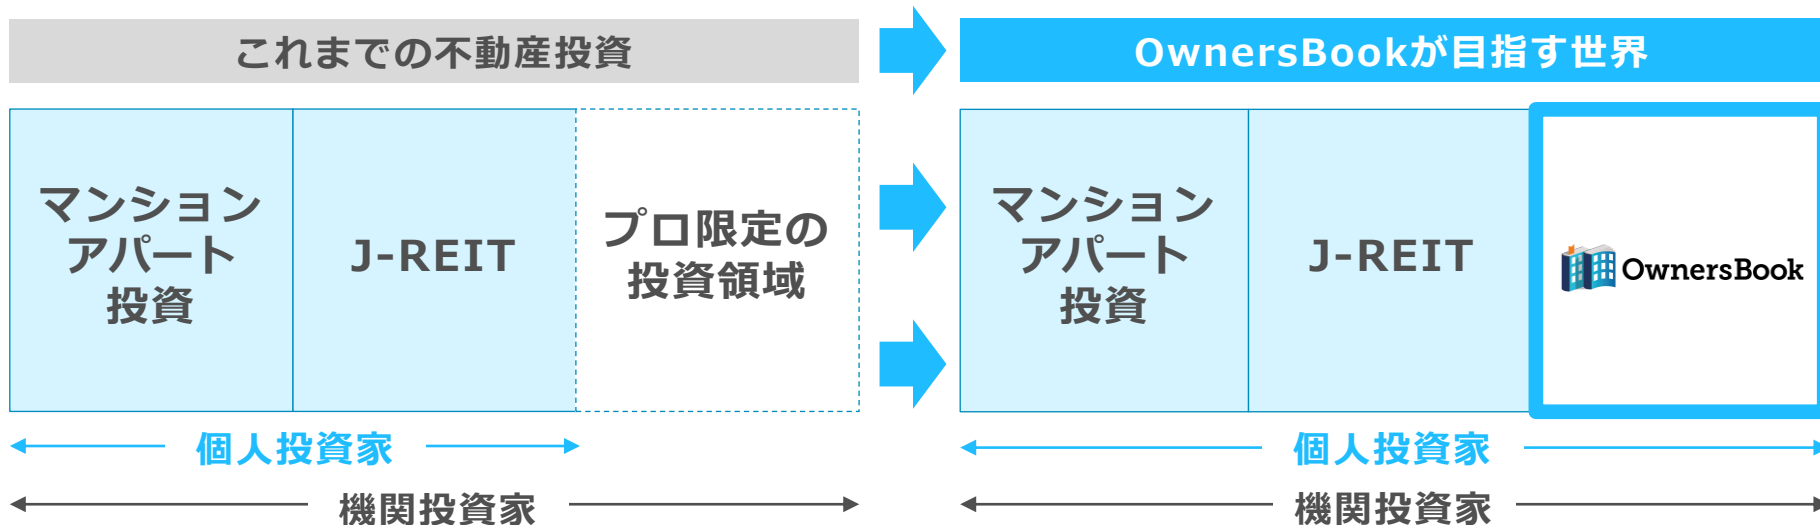 これまでの不動産投資
マンション
アパート
投資
J-REIT
プロ限定の
投資領域
個人投資家
機関投資家
OwnersBookが目指す世界
マンション
アパート
投資
J-REIT
OwnersBook
個人投資家
機関投資家